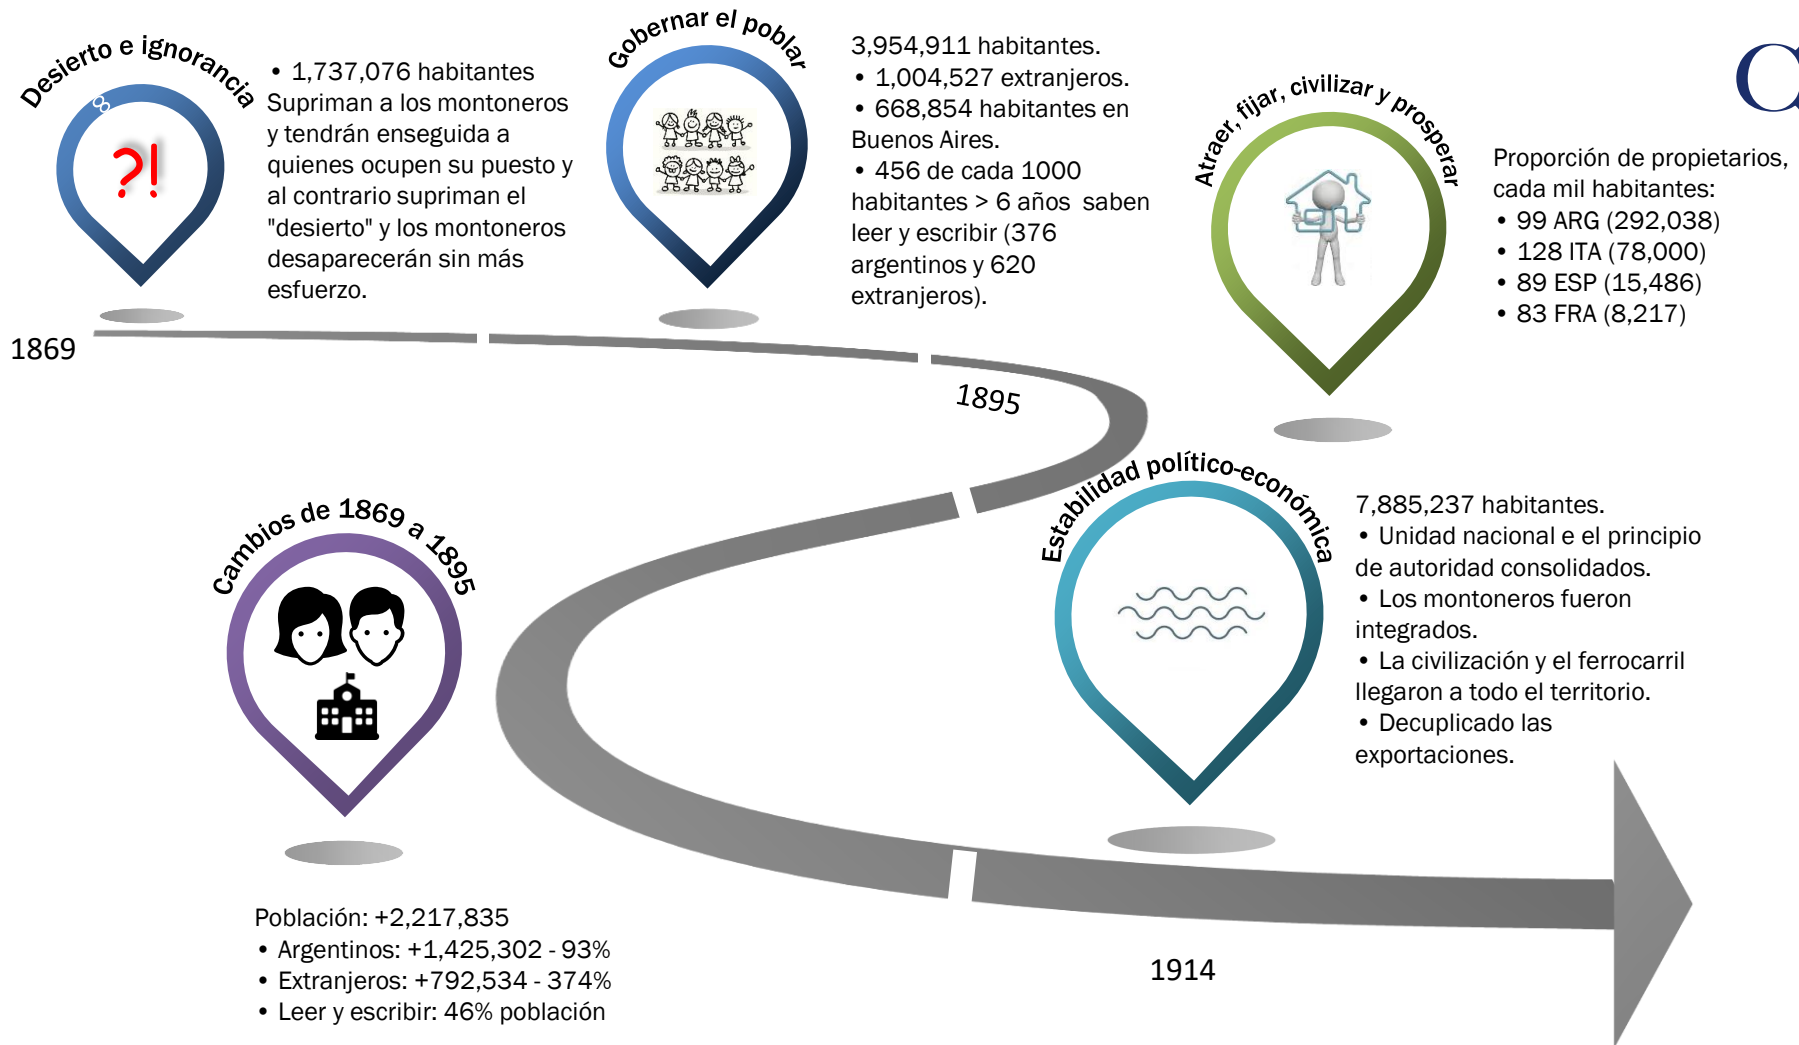 Desierto e ignorancia
?!
• 1,737,076 habitantes
Supriman a los montoneros
y tendrán enseguida a
quienes ocupen su puesto y
al contrario supriman el
"desierto" y los montoneros
desaparecerán sin más
esfuerzo.
Gobernar el poblar
3,954,911 habitantes.
• 1,004,527 extranjeros.
• 668,854 habitantes en
Buenos Aires.
• 456 de cada 1000
habitantes > 6 años saben
leer y escribir (376
argentinos y 620
extranjeros).
Atraer, fijar, civilizar y prosperar
Proporción de propietarios,
cada mil habitantes:
• 99 ARG (292,038)
• 128 ITA (78,000)
• 89 ESP (15,486)
• 83 FRA (8,217)
1869
1895
Cambios de 1869 a 1895
Población: +2,217,835
• Argentinos: +1,425,302 - 93%
• Extranjeros: +792,534 - 374%
• Leer y escribir: 46% población
Estabilidad político-económica
7,885,237 habitantes.
• Unidad nacional e el principio
de autoridad consolidados.
• Los montoneros fueron
integrados.
• La civilización y el ferrocarril
llegaron a todo el territorio.
• Decuplicado las
exportaciones.
1914